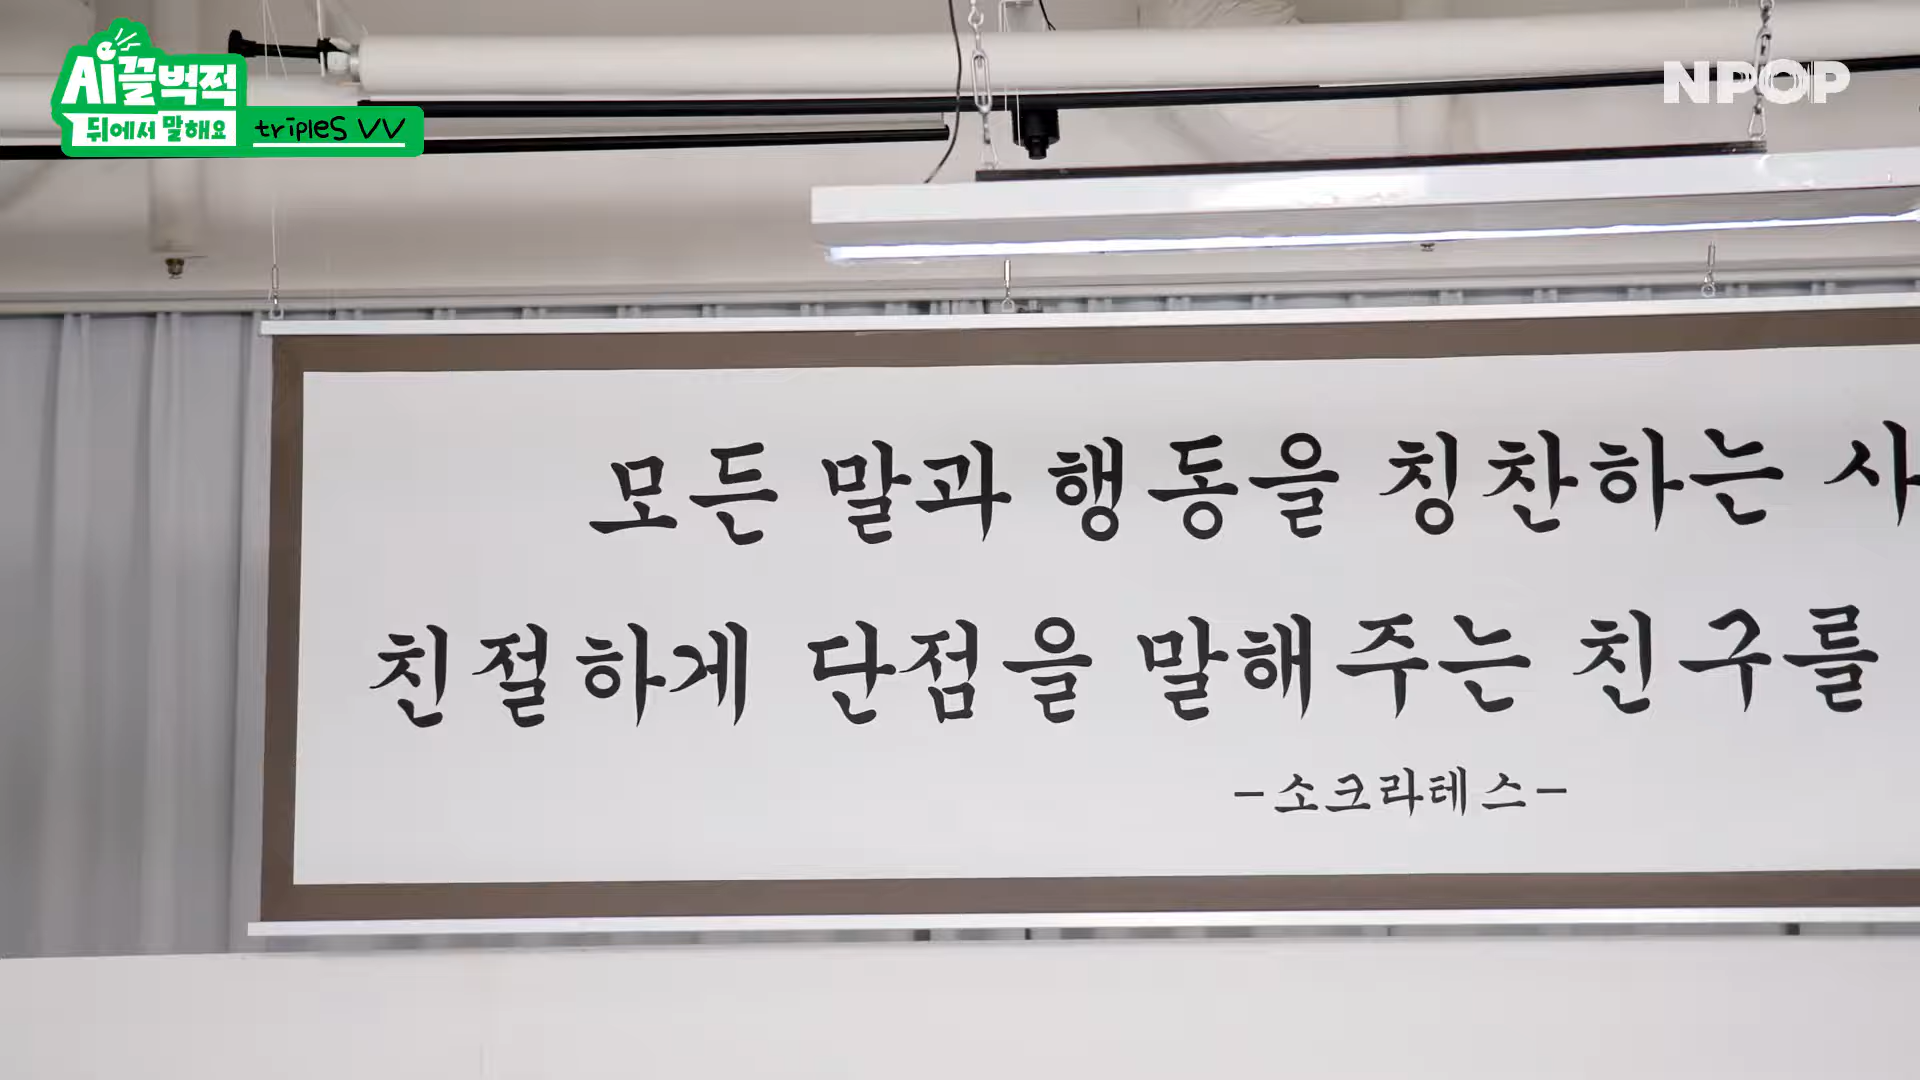 Ai끌벅적
뒤에서 말해요
tripleS VV
NPOP
모든 말과 행동을 칭찬하는
친절하게 단점을 말해주는 친구를
-소크라테스-